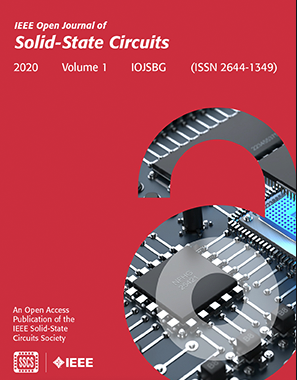 IEEE Open Journal of
Solid-State Circuits
2020 Volume 1 IOJSBG (ISSN 2644-1349)
An Open Access
Publication of the
IEEE Solid-State
Circuits Society
SSCS
IEEE